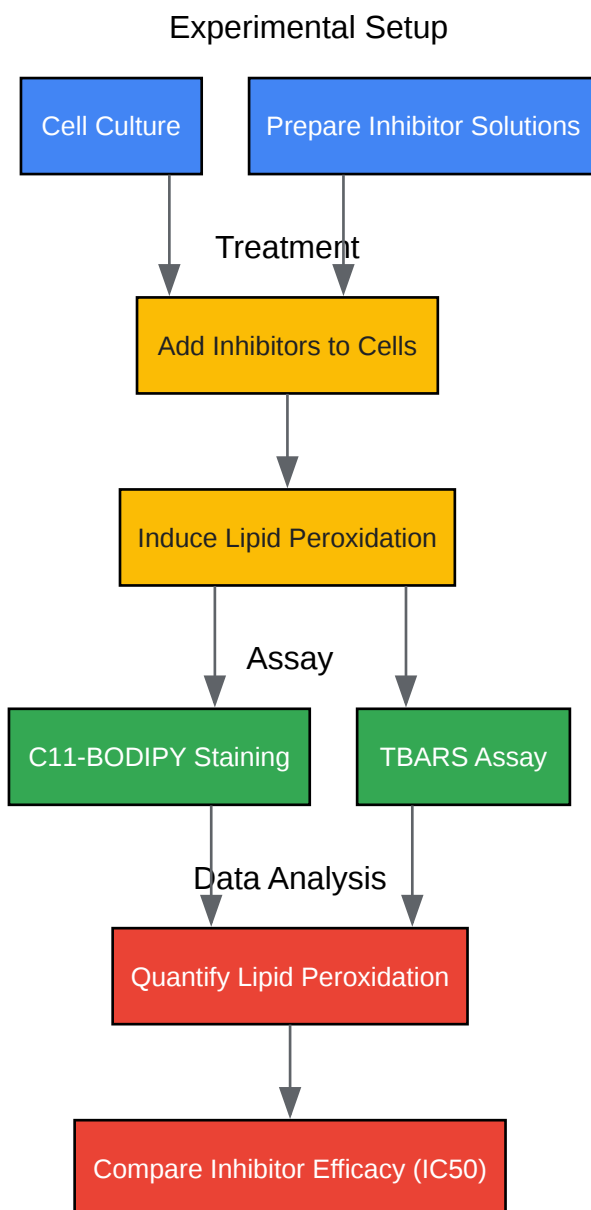 Experimental Setup
Cell Culture
Prepare Inhibitor Solutions
Treatment
Add Inhibitors to Cells
Induce Lipid Peroxidation
Assay
C11-BODIPY Staining
TBARS Assay
Data Analysis
Quantify Lipid Peroxidation
Compare Inhibitor Efficacy (IC50)